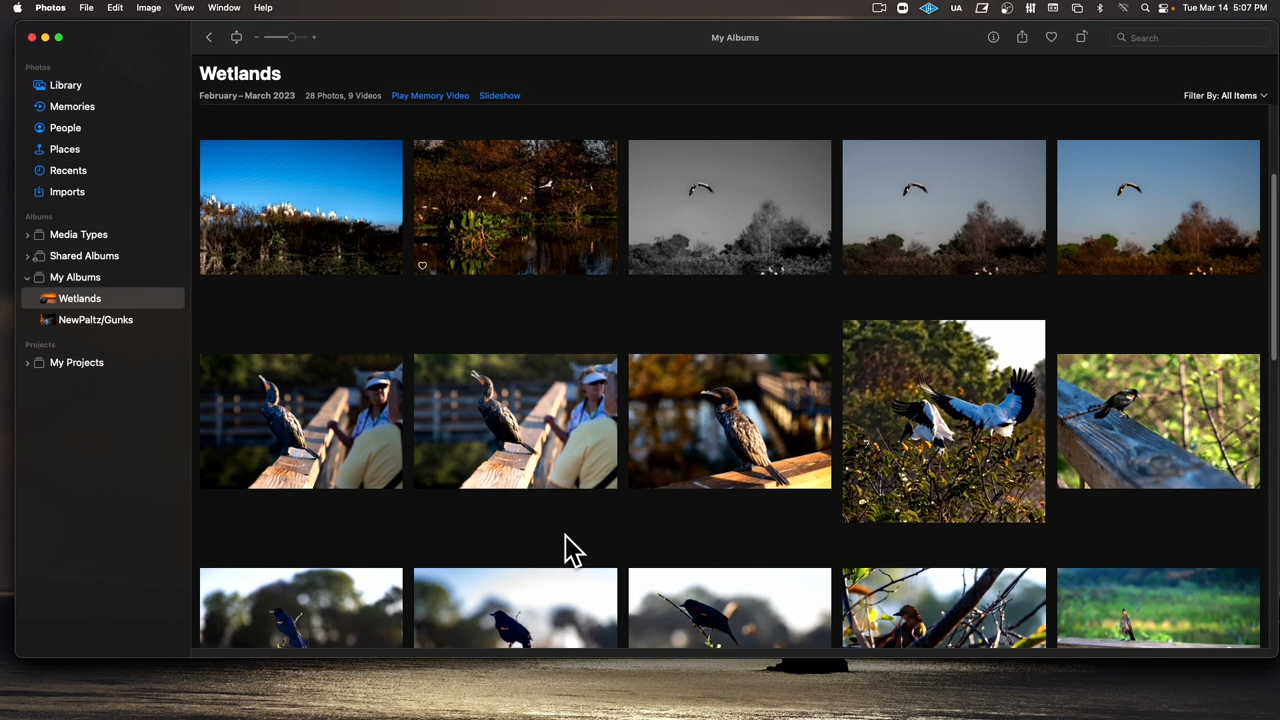 Photos File Edit Image View Window Help UA Tue Mar 14 5:07 PM
My Albums
Search
Photos
Library
Memories
People
Places
Recents
Imports
Albums
Media Types
Shared Albums
My Albums
Wetlands
NewPaltz/Gunks
Projects
My Projects
Wetlands
February–March 2023 28 Photos, 9 Videos Play Memory Video Slideshow
Filter By: All Items